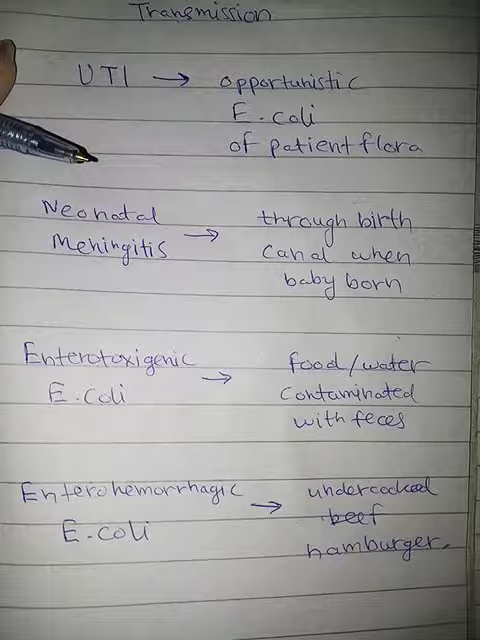 Transmission
UTI → opportunistic
E.coli
of patient flora
Neonatal
Meningitis → through birth
canal when
baby born
Enterotoxigenic
E.coli → food/water
contaminated
with feces
Enterohemorrhagic
E.coli → undercooked
beef
hamburger.